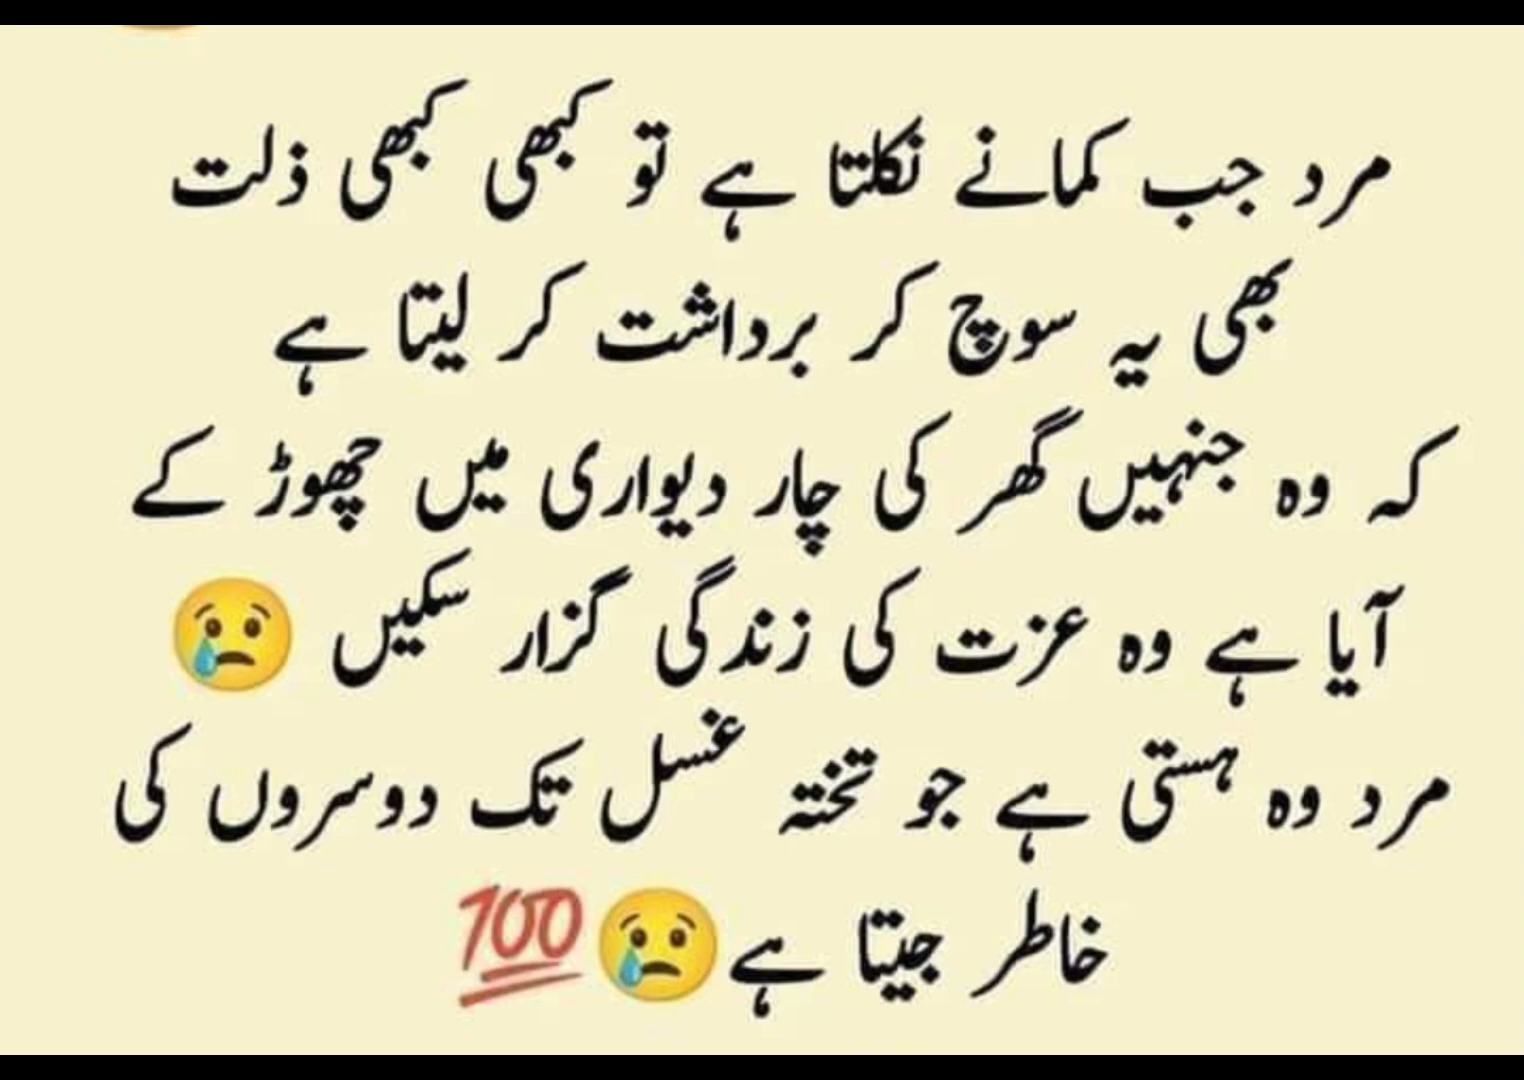 مرد جب کمانے نکلتا ہے تو کبھی کبھی ذلت
بھی یہ سوچ کر برداشت کر لیتا ہے
کہ وہ جنہیں گھر کی چار دیواری میں چھوڑ کے
آیا ہے وہ عزت کی زندگی گزار سکیں 😢
مرد وہ ہستی ہے جو تختہ غسل تک دوسروں کی
خاطر جیتا ہے😢💯